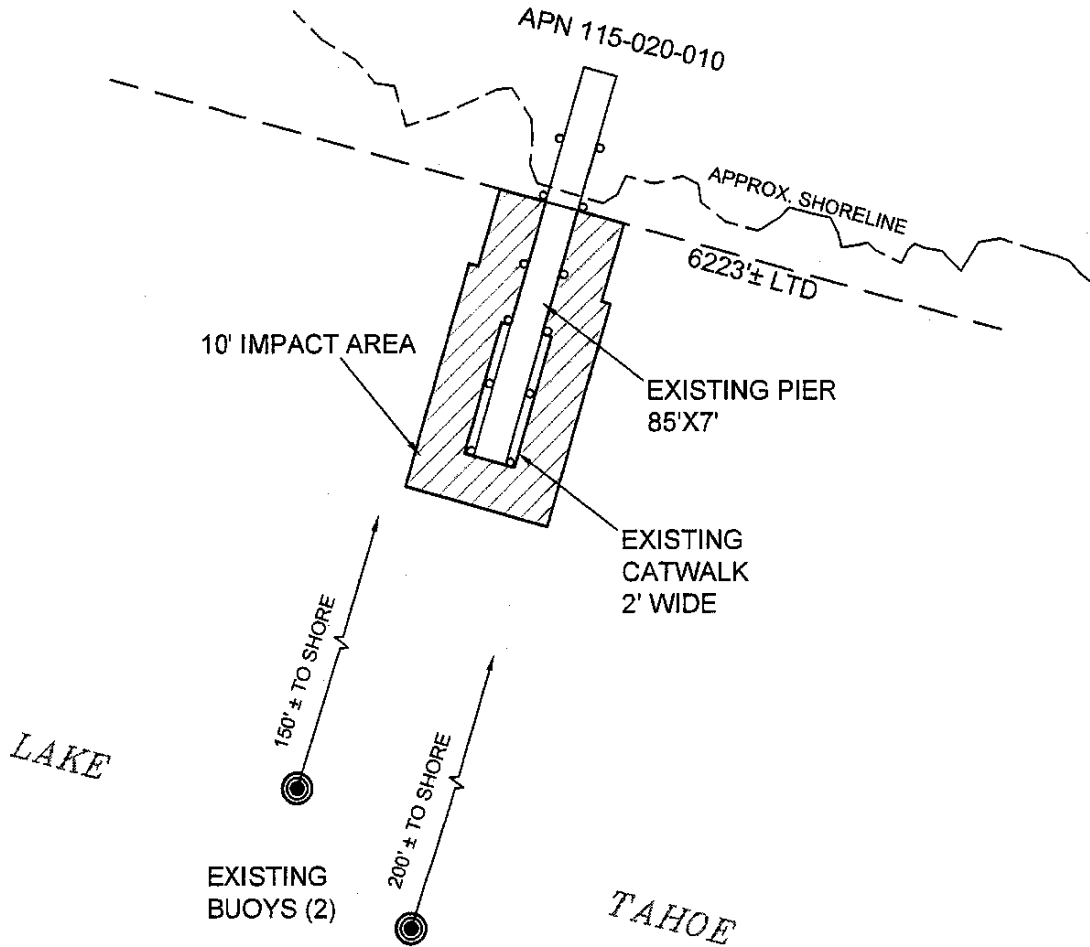 APN 115-020-010
APPROX. SHORELINE
6223'± LTD
10' IMPACT AREA
EXISTING PIER
85'X7'
EXISTING
CATWALK
2' WIDE
150' ± TO SHORE
200' ± TO SHORE
LAKE
EXISTING
BUOYS (2)
TAHOE